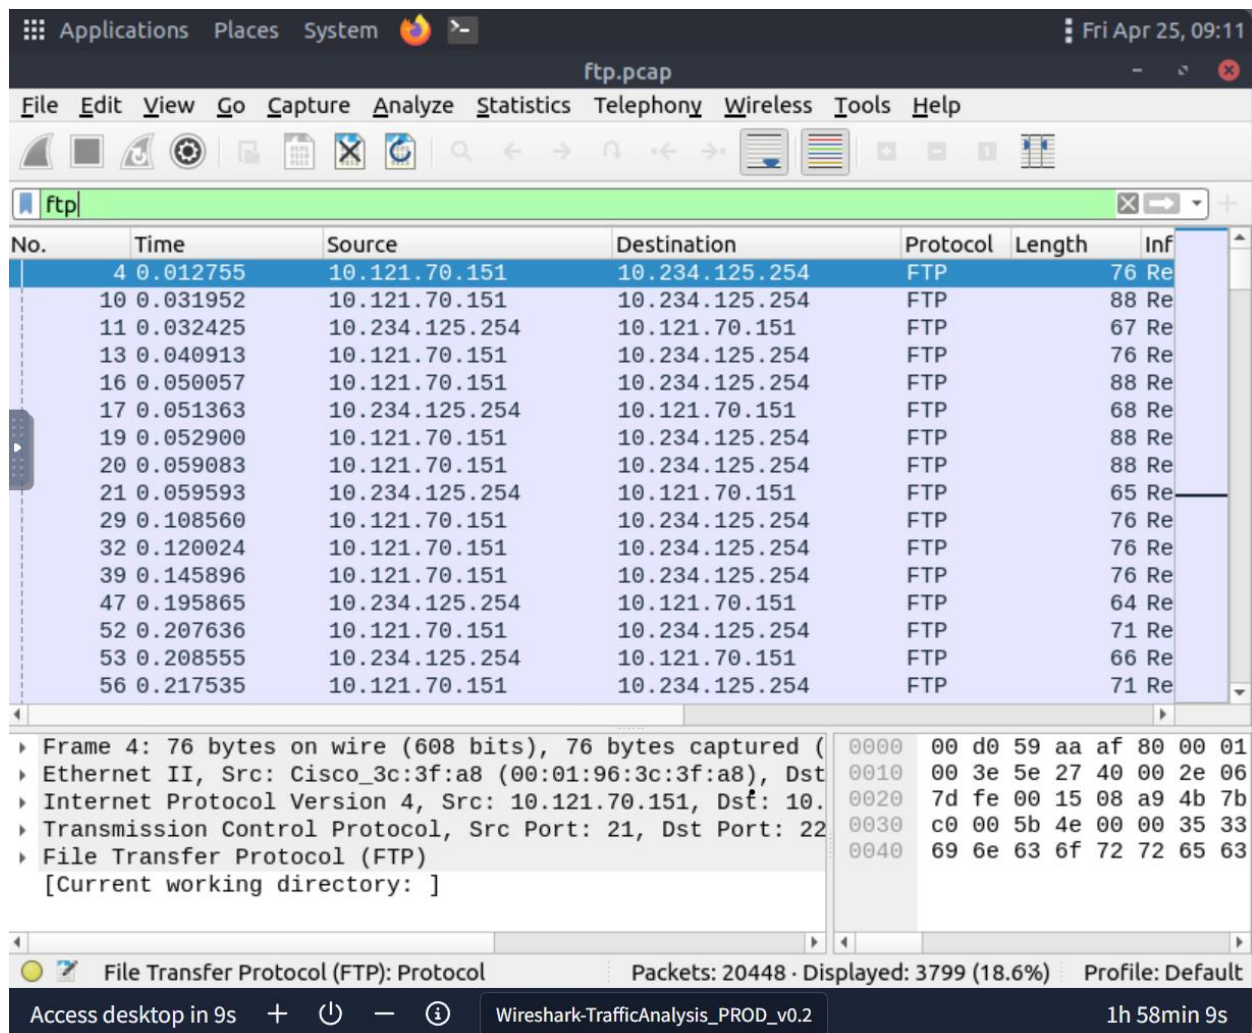 Applications Places System Fri Apr 25, 09:11
ftp.pcap
File Edit View Go Capture Analyze Statistics Telephony Wireless Tools Help
ftp
No. Time Source Destination Protocol Length Inf
4 0.012755 10.121.70.151 10.234.125.254 FTP 76 Re
10 0.031952 10.121.70.151 10.234.125.254 FTP 88 Re
11 0.032425 10.234.125.254 10.121.70.151 FTP 67 Re
13 0.040913 10.121.70.151 10.234.125.254 FTP 76 Re
16 0.050057 10.121.70.151 10.234.125.254 FTP 88 Re
17 0.051363 10.234.125.254 10.121.70.151 FTP 68 Re
19 0.052900 10.121.70.151 10.234.125.254 FTP 88 Re
20 0.059083 10.121.70.151 10.234.125.254 FTP 88 Re
21 0.059593 10.234.125.254 10.121.70.151 FTP 65 Re
29 0.108560 10.121.70.151 10.234.125.254 FTP 76 Re
32 0.120024 10.121.70.151 10.234.125.254 FTP 76 Re
39 0.145896 10.121.70.151 10.234.125.254 FTP 76 Re
47 0.195865 10.234.125.254 10.121.70.151 FTP 64 Re
52 0.207636 10.121.70.151 10.234.125.254 FTP 71 Re
53 0.208555 10.234.125.254 10.121.70.151 FTP 66 Re
56 0.217535 10.121.70.151 10.234.125.254 FTP 71 Re
Frame 4: 76 bytes on wire (608 bits), 76 bytes captured (
Ethernet II, Src: Cisco_3c:3f:a8 (00:01:96:3c:3f:a8), Dst
Internet Protocol Version 4, Src: 10.121.70.151, Dst: 10.
Transmission Control Protocol, Src Port: 21, Dst Port: 22
File Transfer Protocol (FTP)
[Current working directory: ]
0000 00 d0 59 aa af 80 00 01
0010 00 3e 5e 27 40 00 2e 06
0020 7d fe 00 15 08 a9 4b 7b
0030 c0 00 5b 4e 00 00 35 33
0040 69 6e 63 6f 72 72 65 63
File Transfer Protocol (FTP): Protocol Packets: 20448 · Displayed: 3799 (18.6%) Profile: Default
Access desktop in 9s Wireshark-TrafficAnalysis_PROD_v0.2 1h 58min 9s